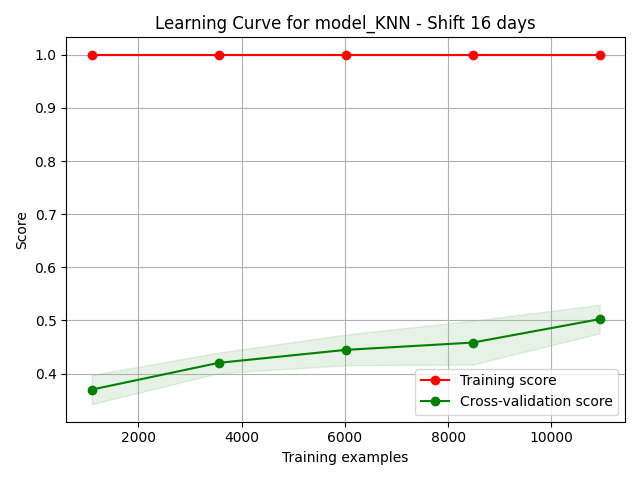 Learning Curve for model_KNN - Shift 16 days
Score
1.0
0.9
0.8
0.7
0.6
0.5
0.4
Training score
Cross-validation score
2000
4000
6000
8000
10000
Training examples